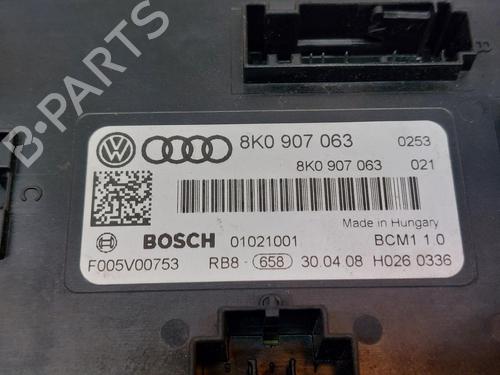 8K0 907 063 0253
8K0 907 063 021
Made in Hungary
BOSCH 01021001 BCM1 1.0
F005V00753 RB8 - 658 30.04.08 H026 0336